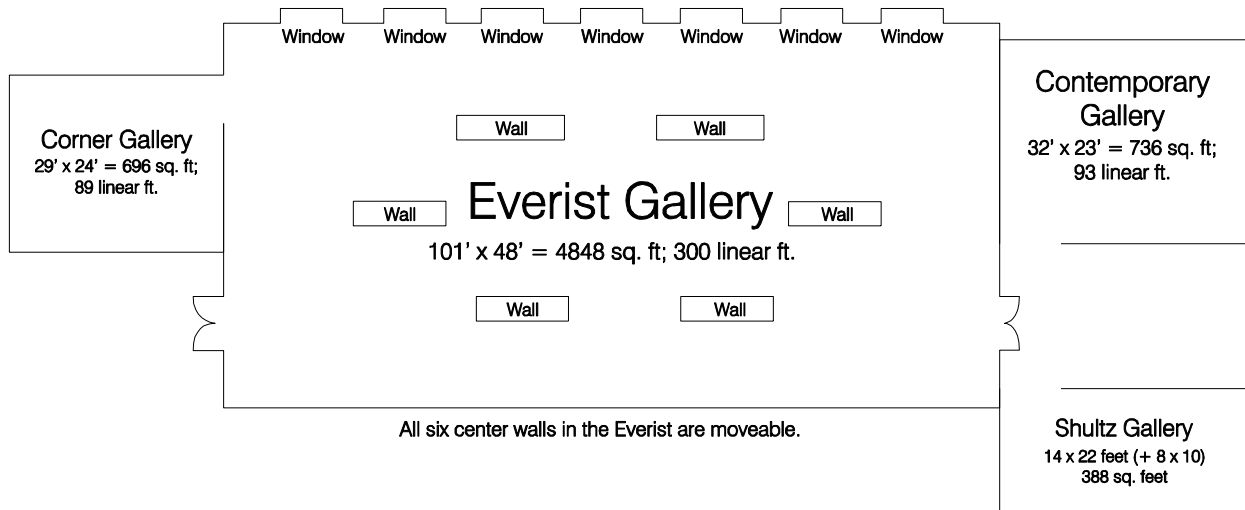 Window
Window
Window
Window
Window
Window
Window
Corner Gallery
29' x 24' = 696 sq. ft;
89 linear ft.
Wall
Wall
Contemporary
Gallery
32' x 23' = 736 sq. ft;
93 linear ft.
Wall
Everist Gallery
Wall
101' x 48' = 4848 sq. ft; 300 linear ft.
Wall
Wall
All six center walls in the Everist are moveable.
Shultz Gallery
14 x 22 feet (+ 8 x 10)
388 sq. feet